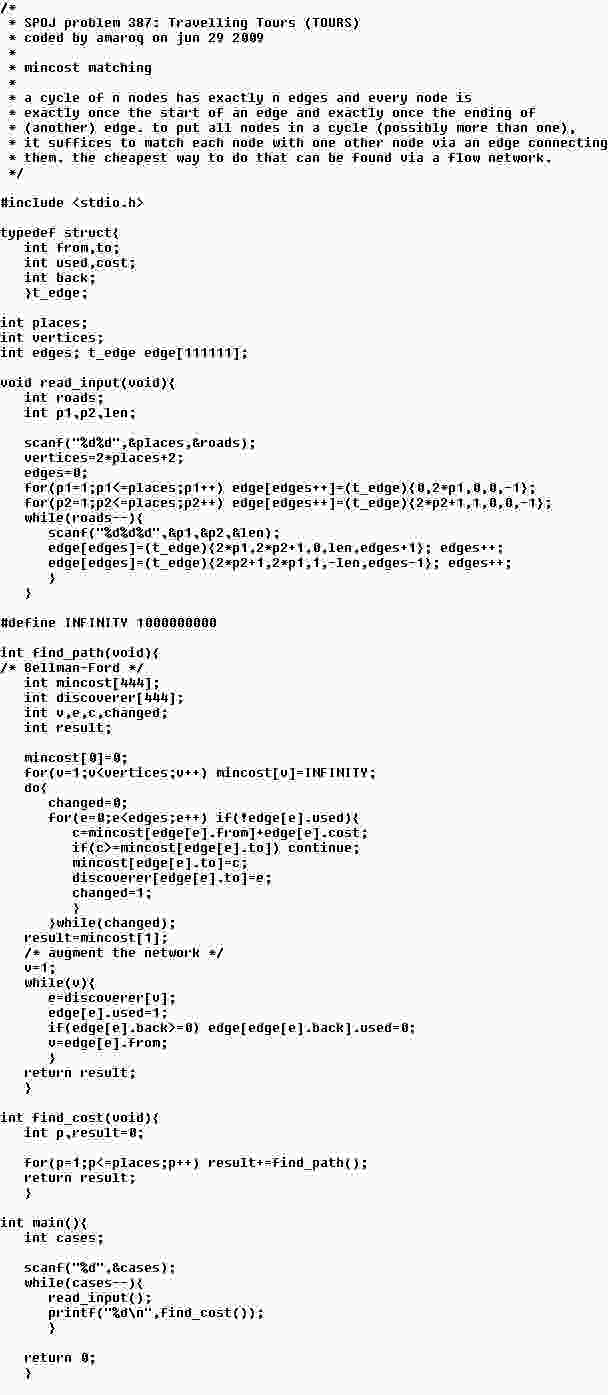 /*
 * SPOJ problem 387: Travelling Tours (TOURS)
 * coded by amaroq on jun 29 2009
 *
 * mincost matching
 *
 * a cycle of n nodes has exactly n edges and every node is
 * exactly once the start of an edge and exactly once the ending of
 * (another) edge. to put all nodes in a cycle (possibly more than one),
 * it suffices to match each node with one other node via an edge connecting
 * them. the cheapest way to do that can be found via a flow network.
 */

#include <stdio.h>

typedef struct{
   int from,to;
   int used,cost;
   int back;
   }t_edge;

int places;
int vertices;
int edges; t_edge edge[111111];

void read_input(void){
   int roads;
   int p1,p2,len;

   scanf("%d%d",&places,&roads);
   vertices=2*places+2;
   edges=0;
   for(p1=1;p1<=places;p1++) edge[edges++]=(t_edge){0,2*p1,0,0,-1};
   for(p2=1;p2<=places;p2++) edge[edges++]=(t_edge){2*p2+1,1,0,0,-1};
   while(roads--){
      scanf("%d%d%d",&p1,&p2,&len);
      edge[edges]=(t_edge){2*p1,2*p2+1,0,len,edges+1}; edges++;
      edge[edges]=(t_edge){2*p2+1,2*p1,1,-len,edges-1}; edges++;
      }
   }

#define INFINITY 1000000000

int find_path(void){
/* Bellman-Ford */
   int mincost[444];
   int discoverer[444];
   int v,e,c,changed;
   int result;

   mincost[0]=0;
   for(v=1;v<vertices;v++) mincost[v]=INFINITY;
   do{
      changed=0;
      for(e=0;e<edges;e++) if(!edge[e].used){
         c=mincost[edge[e].from]+edge[e].cost;
         if(c>=mincost[edge[e].to]) continue;
         mincost[edge[e].to]=c;
         discoverer[edge[e].to]=e;
         changed=1;
         }
      }while(changed);
   result=mincost[1];
   /* augment the network */
   v=1;
   while(v){
      e=discoverer[v];
      edge[e].used=1;
      if(edge[e].back>=0) edge[edge[e].back].used=0;
      v=edge[e].from;
      }
   return result;
   }

int find_cost(void){
   int p,result=0;

   for(p=1;p<=places;p++) result+=find_path();
   return result;
   }

int main(){
   int cases;

   scanf("%d",&cases);
   while(cases--){
      read_input();
      printf("%d\n",find_cost());
      }

   return 0;
   }